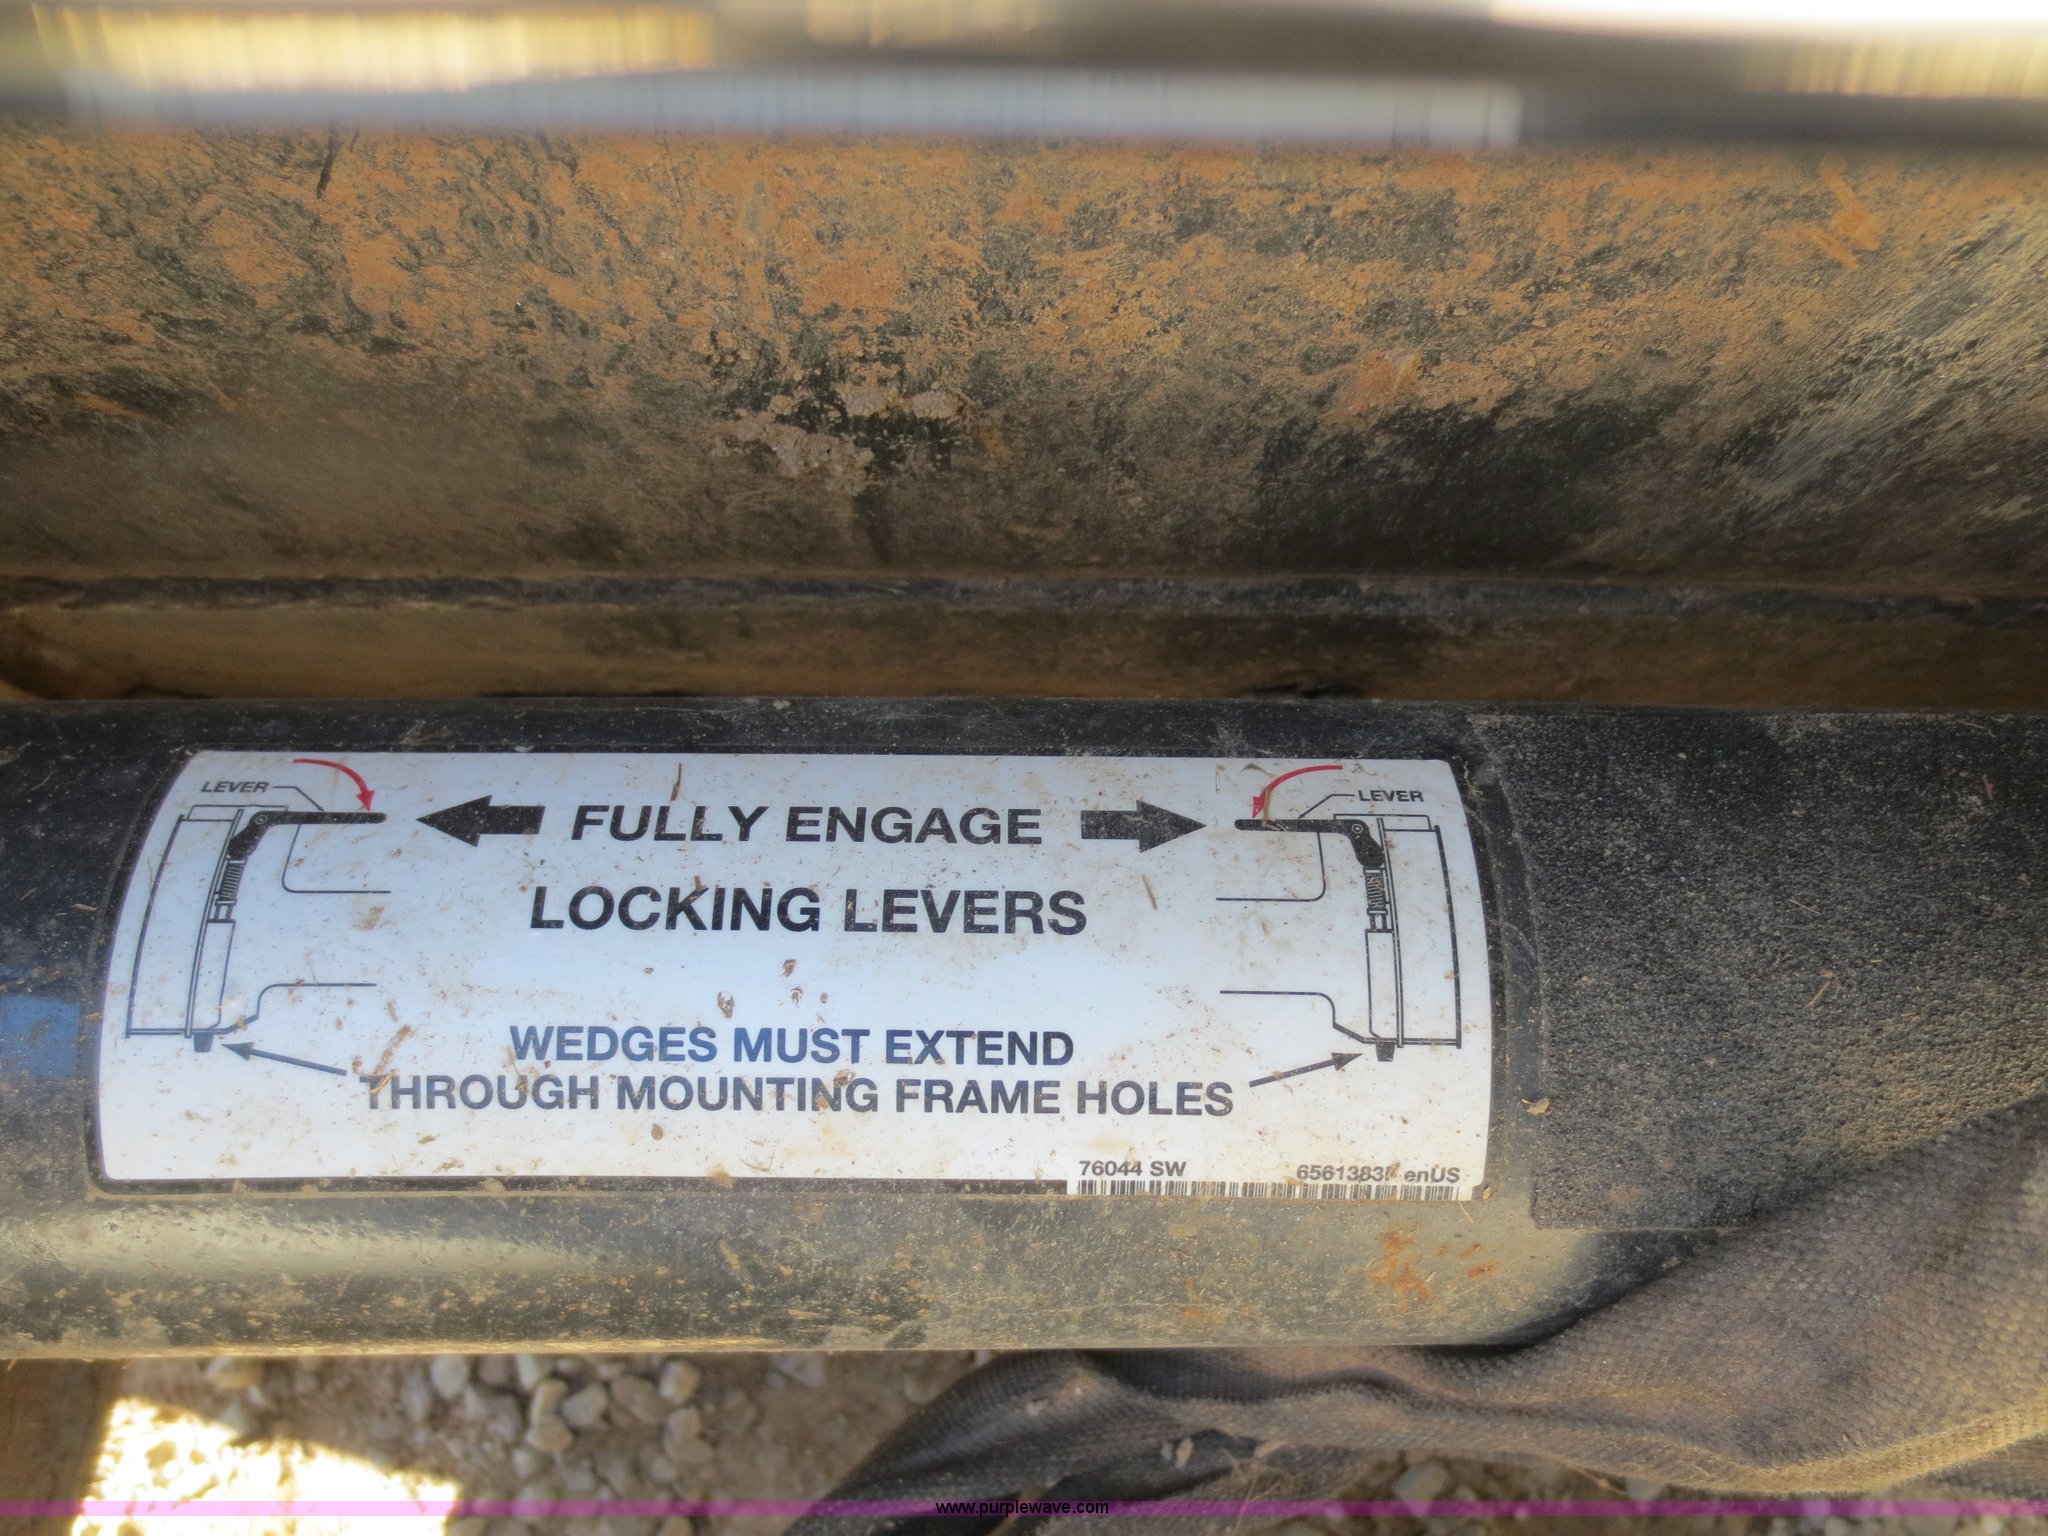 LEVER
FULLY ENGAGE
LEVER
LOCKING LEVERS
WEDGES MUST EXTEND
THROUGH MOUNTING FRAME HOLES
76044 SW
enUS
www.purplewave.com